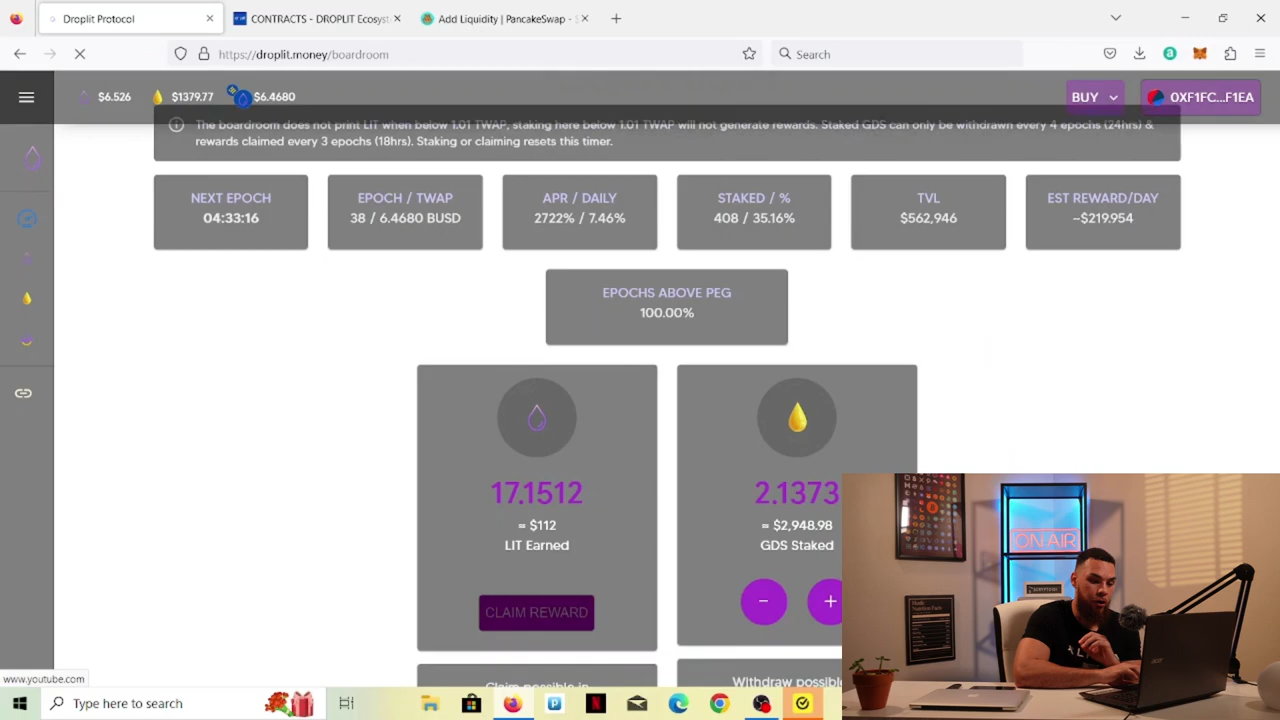 Droplit Protocol
CONTRACTS - DROPLIT Ecosyst
Add Liquidity | PancakeSwap -
https://droplit.money/boardroom
Search
$6.526
$1379.77
$6.4680
BUY
0XF1FC...F1EA
The boardroom does not print LIT when below 1.01 TWAP, staking here below 1.01 TWAP will not generate rewards. Staked GDS can only be withdrawn every 4 epochs (24hrs) &
rewards claimed every 3 epochs (18hrs). Staking or claiming resets this timer.
NEXT EPOCH
04:33:16
EPOCH / TWAP
38 / 6.4680 BUSD
APR / DAILY
2722% / 7.46%
STAKED / %
408 / 35.16%
TVL
$562,946
EST REWARD/DAY
~$219.954
EPOCHS ABOVE PEG
100.00%
17.1512
= $112
LIT Earned
CLAIM REWARD
2.1373
= $2,948.98
GDS Staked
Claim possible in
Withdraw possibl
ON AIR
www.youtube.com
Type here to search
acer